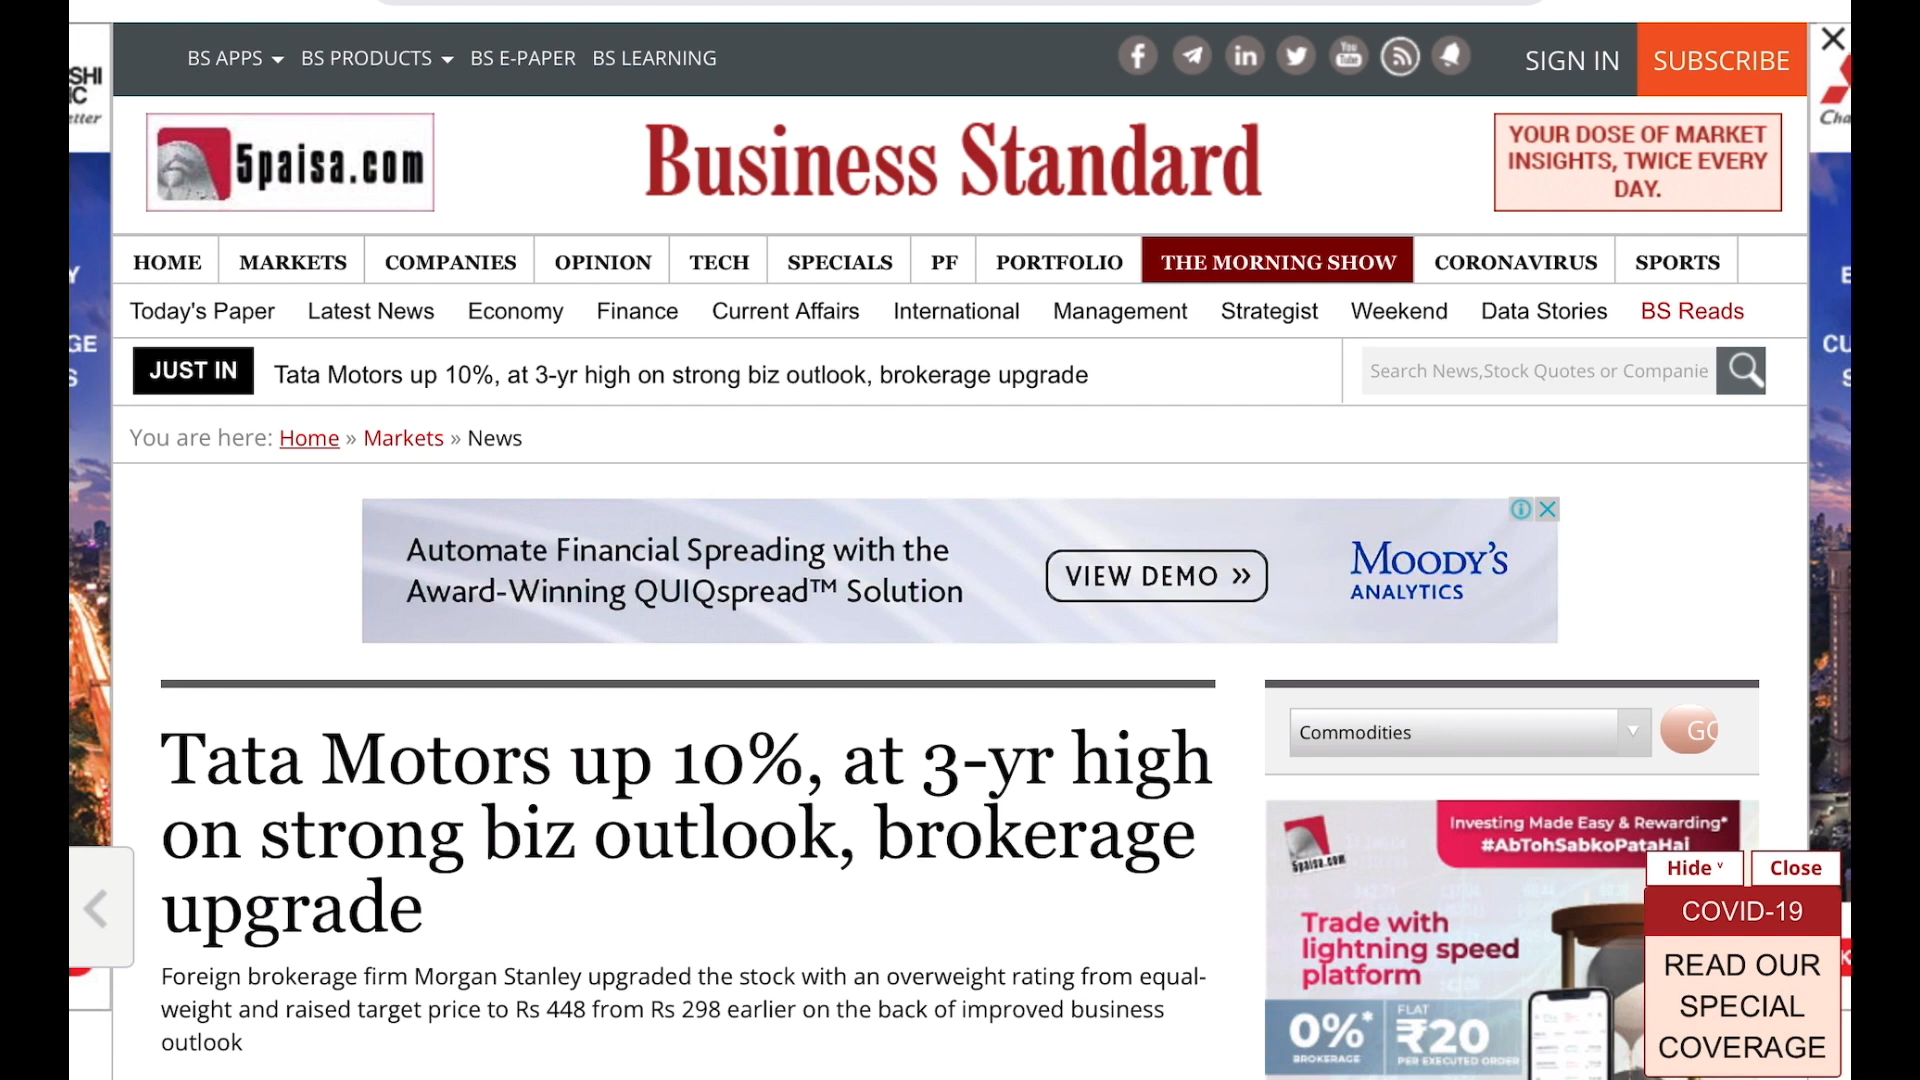 BS APPS BS PRODUCTS BS E-PAPER BS LEARNING
SIGN IN SUBSCRIBE
5paisa.com
Business Standard
YOUR DOSE OF MARKET
INSIGHTS, TWICE EVERY
DAY.
HOME MARKETS COMPANIES OPINION TECH SPECIALS PF PORTFOLIO THE MORNING SHOW CORONAVIRUS SPORTS
Today's Paper Latest News Economy Finance Current Affairs International Management Strategist Weekend Data Stories BS Reads
JUST IN Tata Motors up 10%, at 3-yr high on strong biz outlook, brokerage upgrade
Search News,Stock Quotes or Companie
You are here: Home » Markets » News
Automate Financial Spreading with the
Award-Winning QUIQspread™ Solution
VIEW DEMO »
MOODY'S
ANALYTICS
Tata Motors up 10%, at 3-yr high
on strong biz outlook, brokerage
upgrade
Foreign brokerage firm Morgan Stanley upgraded the stock with an overweight rating from equal-
weight and raised target price to Rs 448 from Rs 298 earlier on the back of improved business
outlook
Commodities GO
5paisa.com
Investing Made Easy & Rewarding*
#AbTohSabkoPataHai
Trade with
lightning speed
platform
0%*
BROKERAGE
FLAT
₹20
PER EXECUTED ORDER
Hide ˅ Close
COVID-19
READ OUR
SPECIAL
COVERAGE